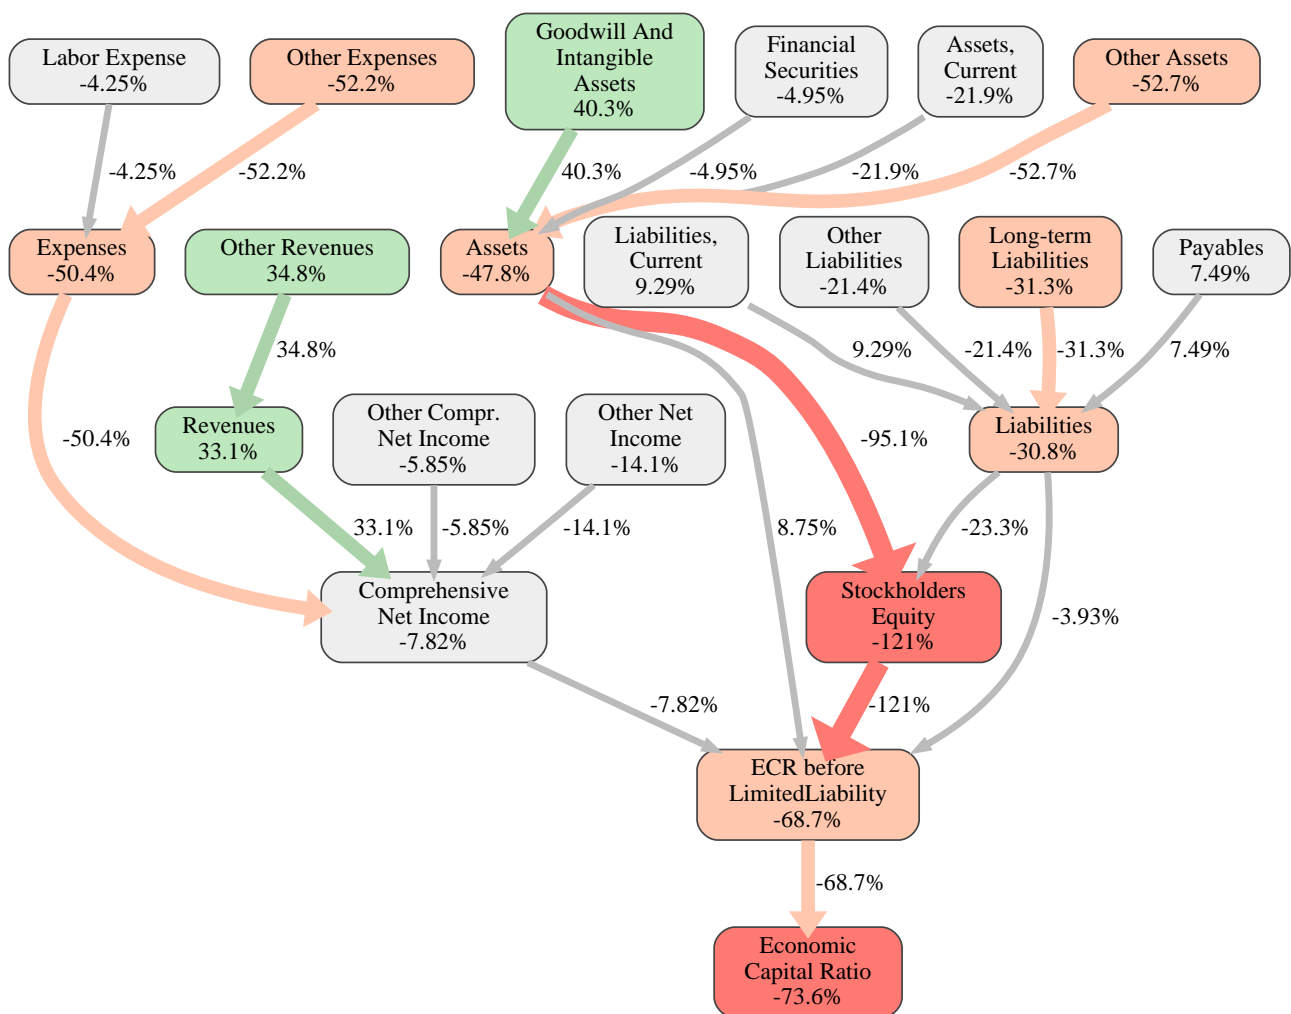 Labor Expense
-4.25%
Other Expenses
-52.2%
Goodwill And
Intangible
Assets
40.3%
Financial
Securities
-4.95%
Assets,
Current
-21.9%
Other Assets
-52.7%
-4.25%
-52.2%
40.3%
-4.95%
-21.9%
-52.7%
Expenses
-50.4%
Other Revenues
34.8%
Assets
-47.8%
Liabilities,
Current
9.29%
Other
Liabilities
-21.4%
Long-term
Liabilities
-31.3%
Payables
7.49%
34.8%
9.29%
-21.4%
-31.3%
7.49%
-50.4%
Revenues
33.1%
Other Compr.
Net Income
-5.85%
Other Net
Income
-14.1%
-95.1%
Liabilities
-30.8%
33.1%
-5.85%
-14.1%
8.75%
-23.3%
-3.93%
Comprehensive
Net Income
-7.82%
Stockholders
Equity
-121%
-7.82%
-121%
ECR before
LimitedLiability
-68.7%
-68.7%
Economic
Capital Ratio
-73.6%